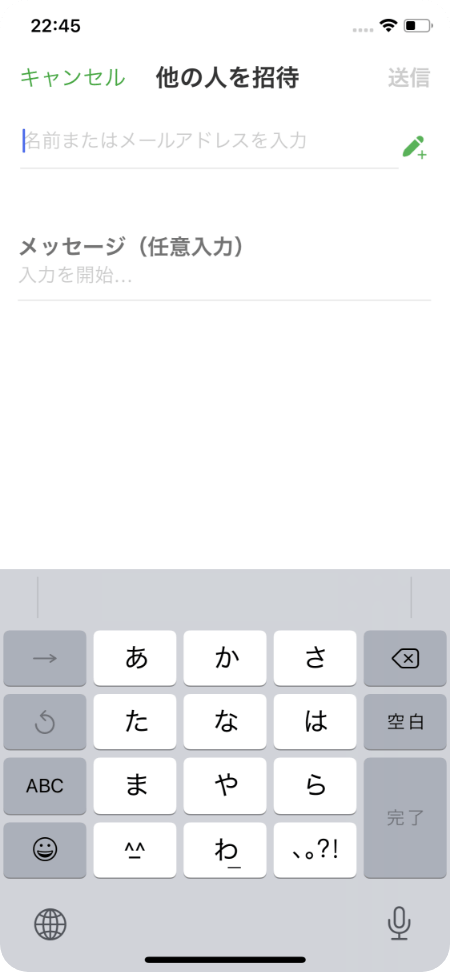 22:45
キャンセル 他の人を招待 送信
名前またはメールアドレスを入力
メッセージ（任意入力）
入力を開始...
→ あ か さ
た な は 空白
ABC ま や ら 完了
^^ わ 、。?!